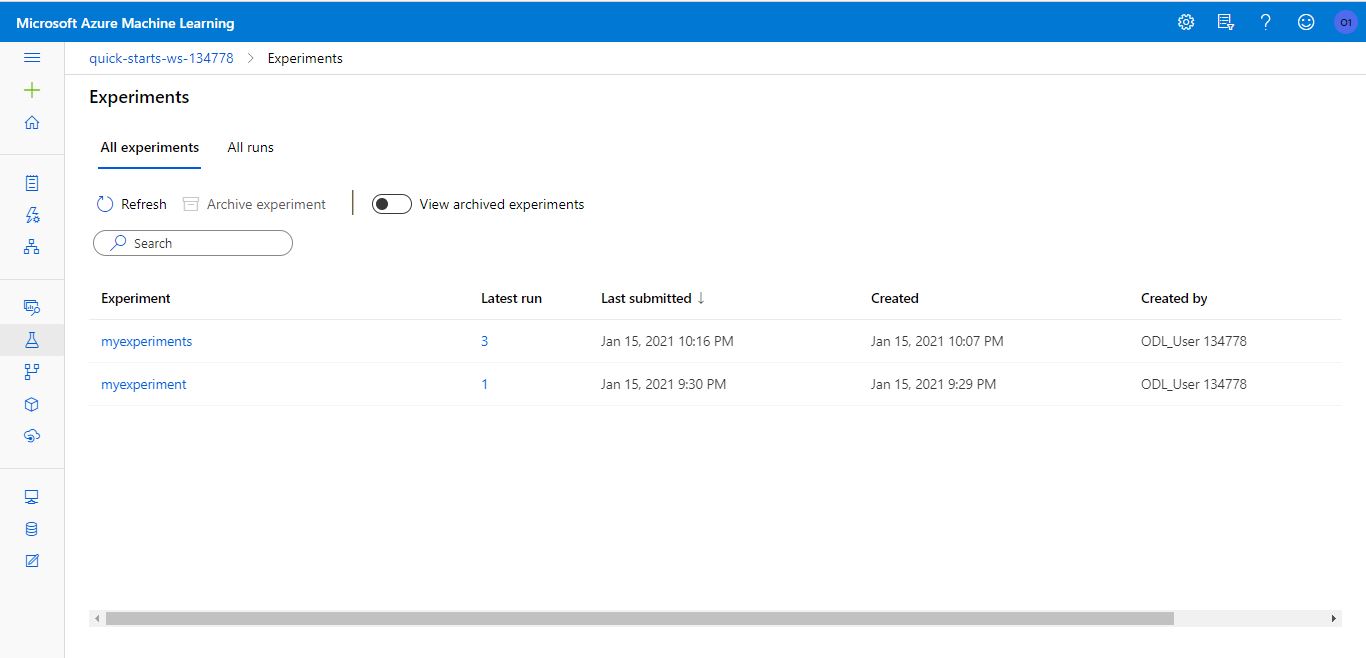 Microsoft Azure Machine Learning
O1
quick-starts-ws-134778 > Experiments
Experiments
All experiments All runs
Refresh Archive experiment View archived experiments
Search
Experiment Latest run Last submitted ↓ Created Created by
myexperiments 3 Jan 15, 2021 10:16 PM Jan 15, 2021 10:07 PM ODL_User 134778
myexperiment 1 Jan 15, 2021 9:30 PM Jan 15, 2021 9:29 PM ODL_User 134778